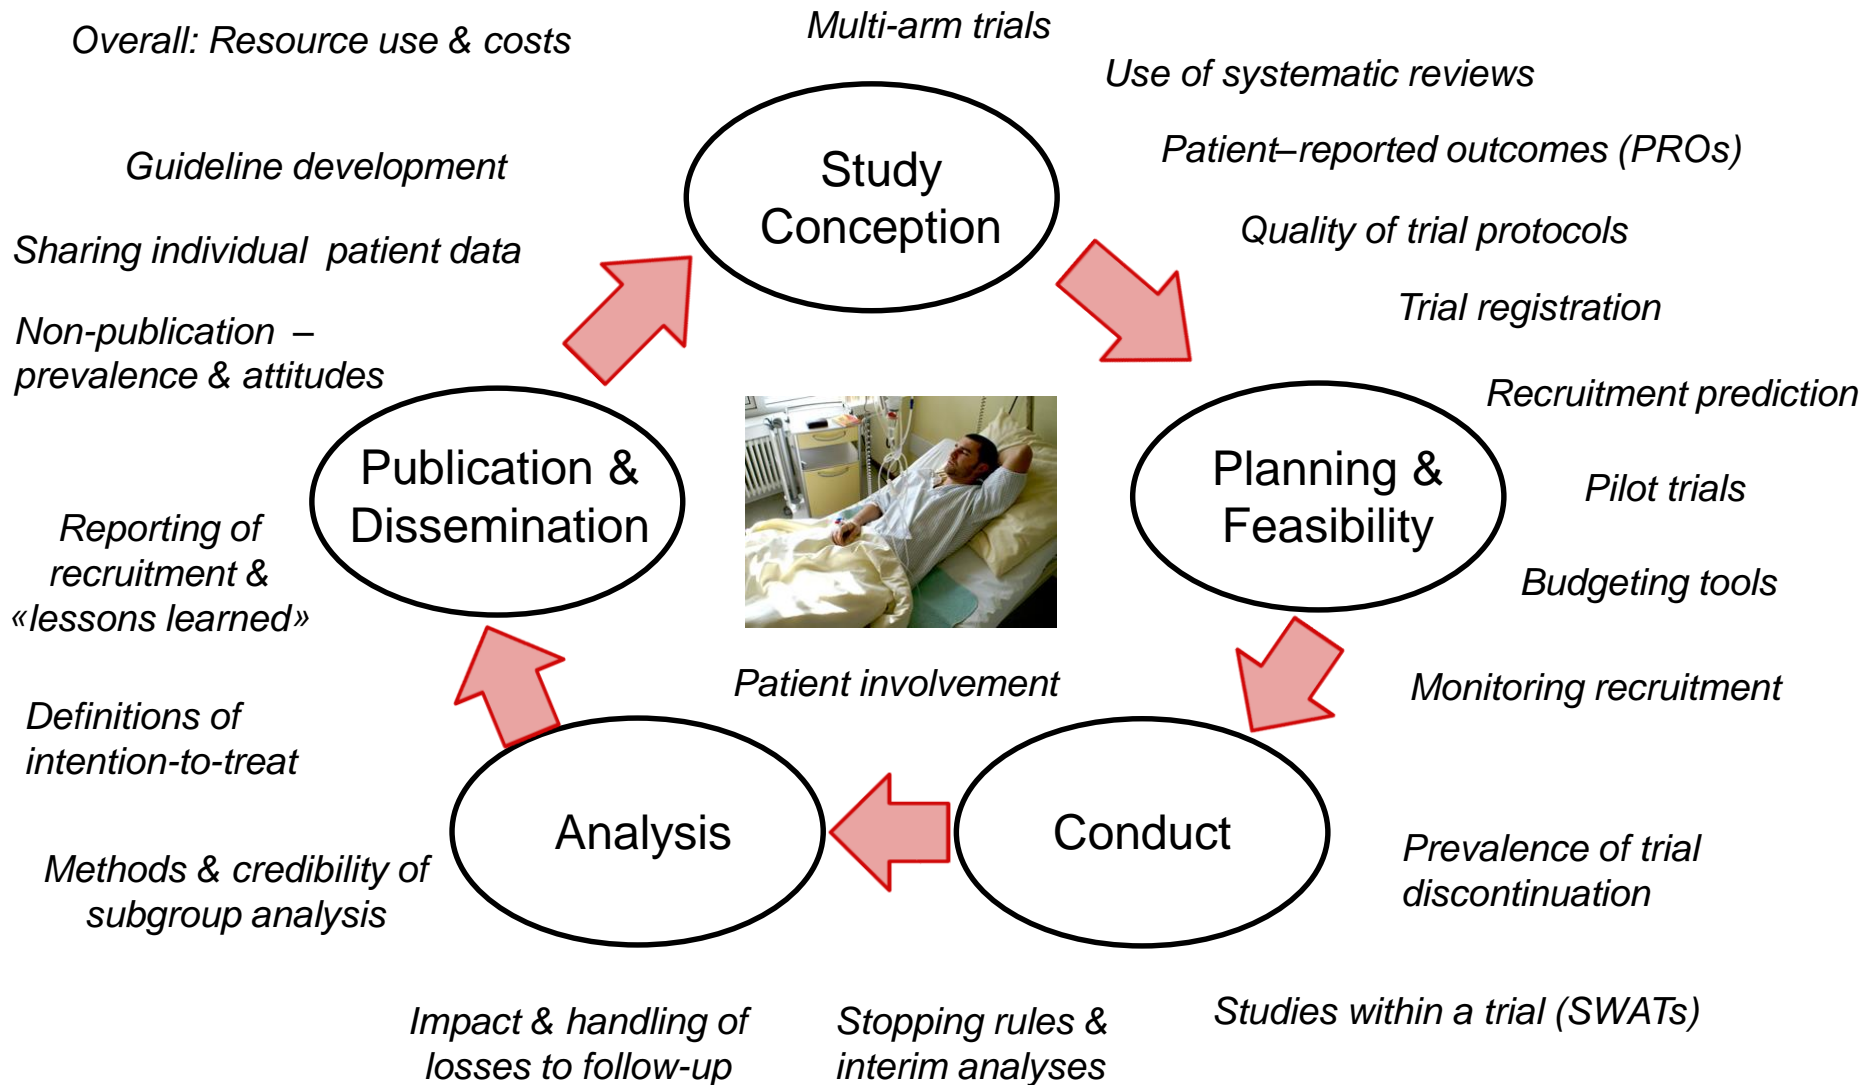 Overall: Resource use & costs
Multi-arm trials
Use of systematic reviews
Patient–reported outcomes (PROs)
Guideline development
Study
Conception
Quality of trial protocols
Sharing individual  patient data
Trial registration
Non-publication  –
prevalence & attitudes
Recruitment prediction
Publication &
Dissemination
Planning &
Feasibility
Pilot trials
Reporting of
recruitment &
«lessons learned»
Budgeting tools
Patient involvement
Monitoring recruitment
Definitions of
intention-to-treat
Analysis
Conduct
Prevalence of trial
discontinuation
Methods & credibility of
subgroup analysis
Impact & handling of
losses to follow-up
Stopping rules &
interim analyses
Studies within a trial (SWATs)